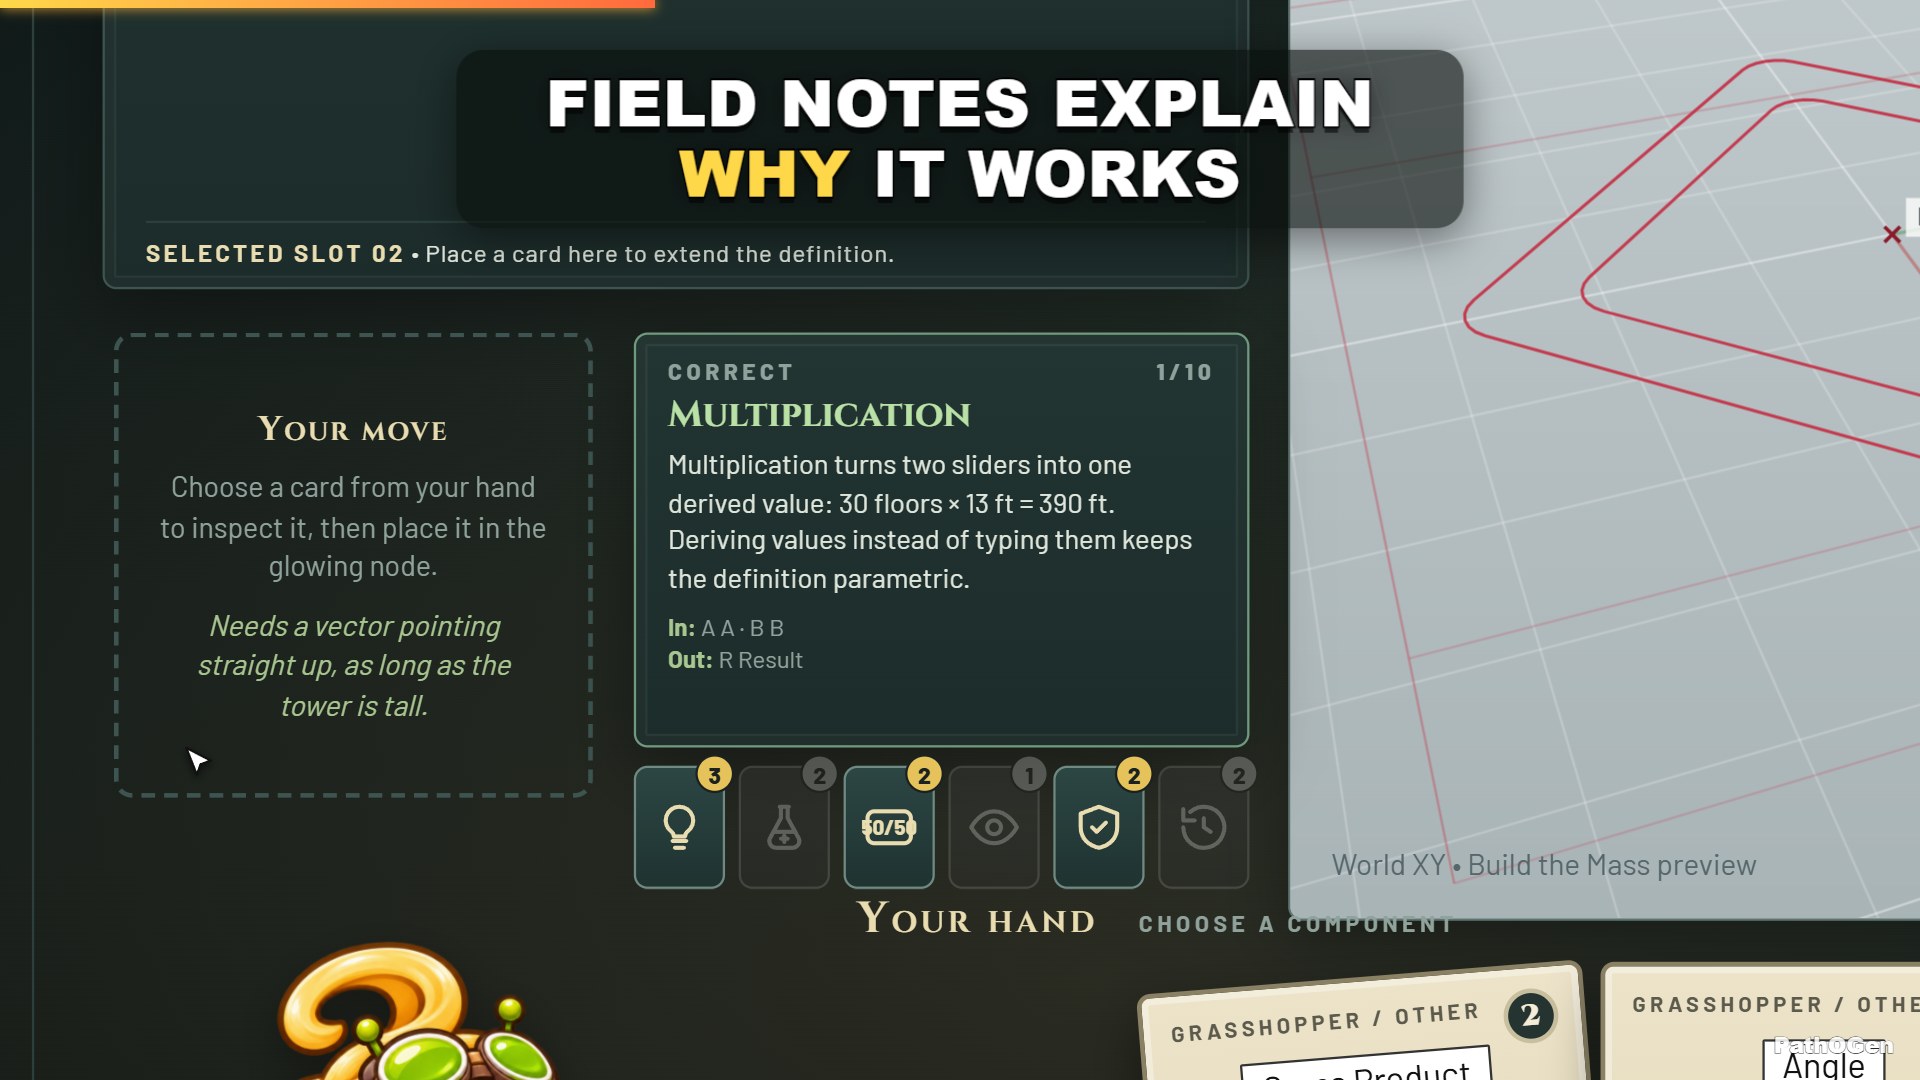 FIELD NOTES EXPLAIN
WHY IT WORKS
SELECTED SLOT 02 • Place a card here to extend the definition.
YOUR MOVE
Choose a card from your hand
to inspect it, then place it in the
glowing node.
Needs a vector pointing
straight up, as long as the
tower is tall.
CORRECT 1/10
MULTIPLICATION
Multiplication turns two sliders into one
derived value: 30 floors × 13 ft = 390 ft.
Deriving values instead of typing them keeps
the definition parametric.
In: A A · B B
Out: R Result
3 2 2 1 2 2
50/50
World XY • Build the Mass preview
YOUR HAND CHOOSE A COMPONENT
GRASSHOPPER / OTHER 2
Product
GRASSHOPPER / OTHE
Angle
PathOGen